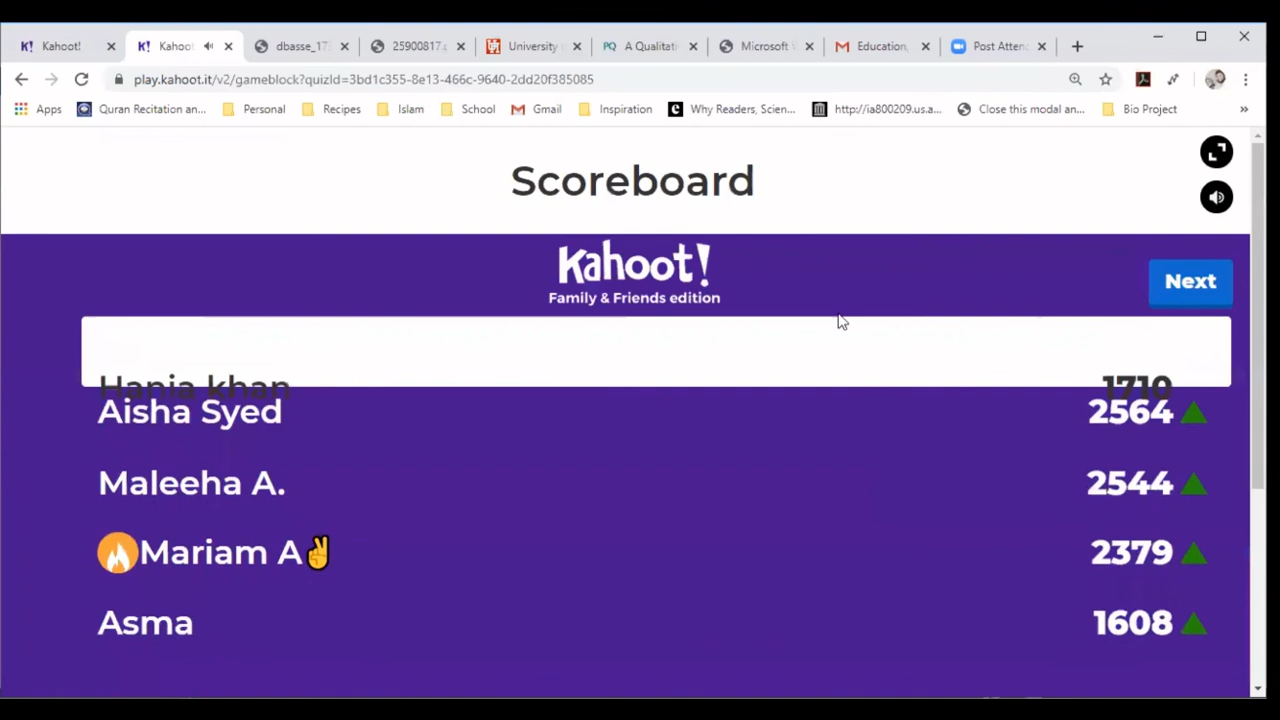 Kahoot!
Kahoot
dbasse_17
25900817.
University
A Qualitati
Microsoft
Education,
Post Atten
play.kahoot.it/v2/gameblock?quizId=3bd1c355-8e13-466c-9640-2dd20f385085
Apps
Quran Recitation an...
Personal
Recipes
Islam
School
Gmail
Inspiration
Why Readers, Scien...
http://ia800209.us.a...
Close this modal an...
Bio Project
Scoreboard
Kahoot!
Family & Friends edition
Next
Hania khan 1710
Aisha Syed 2564
Maleeha A. 2544
Mariam A✌ 2379
Asma 1608